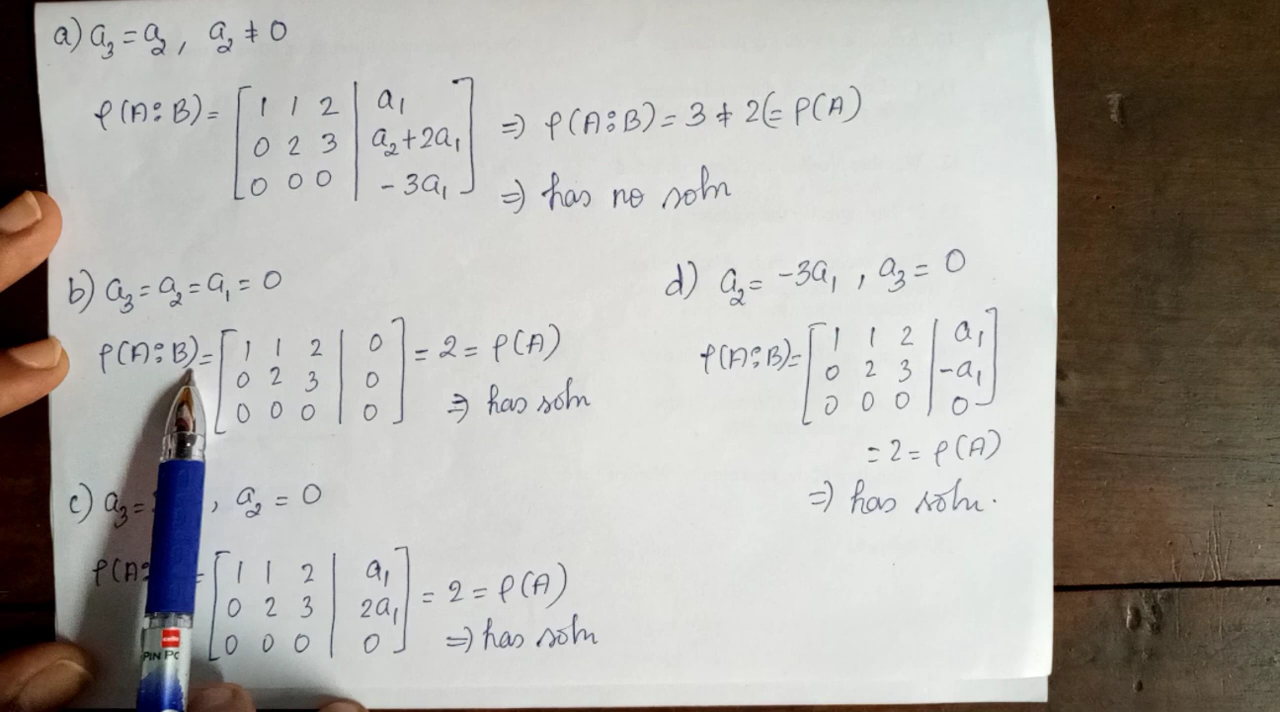 a) a₃ = a₂, a₂ ≠ 0
ρ(A:B) = [1 1 2 | a₁
0 2 3 | a₂+2a₁
0 0 0 | -3a₁]
⇒ ρ(A:B) = 3 ≠ 2(= ρ(A)
⇒ has no soln
b) a₃ = a₂ = a₁ = 0
ρ(A:B) = [1 1 2 | 0
0 2 3 | 0
0 0 0 | 0]
= 2 = ρ(A)
⇒ has soln
c) a₃ = , a₂ = 0
ρ(A: = [1 1 2 | a₁
0 2 3 | 2a₁
0 0 0 | 0]
= 2 = ρ(A)
⇒ has soln
d) a₂ = -3a₁, a₃ = 0
ρ(A:B) = [1 1 2 | a₁
0 2 3 | -a₁
0 0 0 | 0]
= 2 = ρ(A)
⇒ has soln.
cello
PIN PO